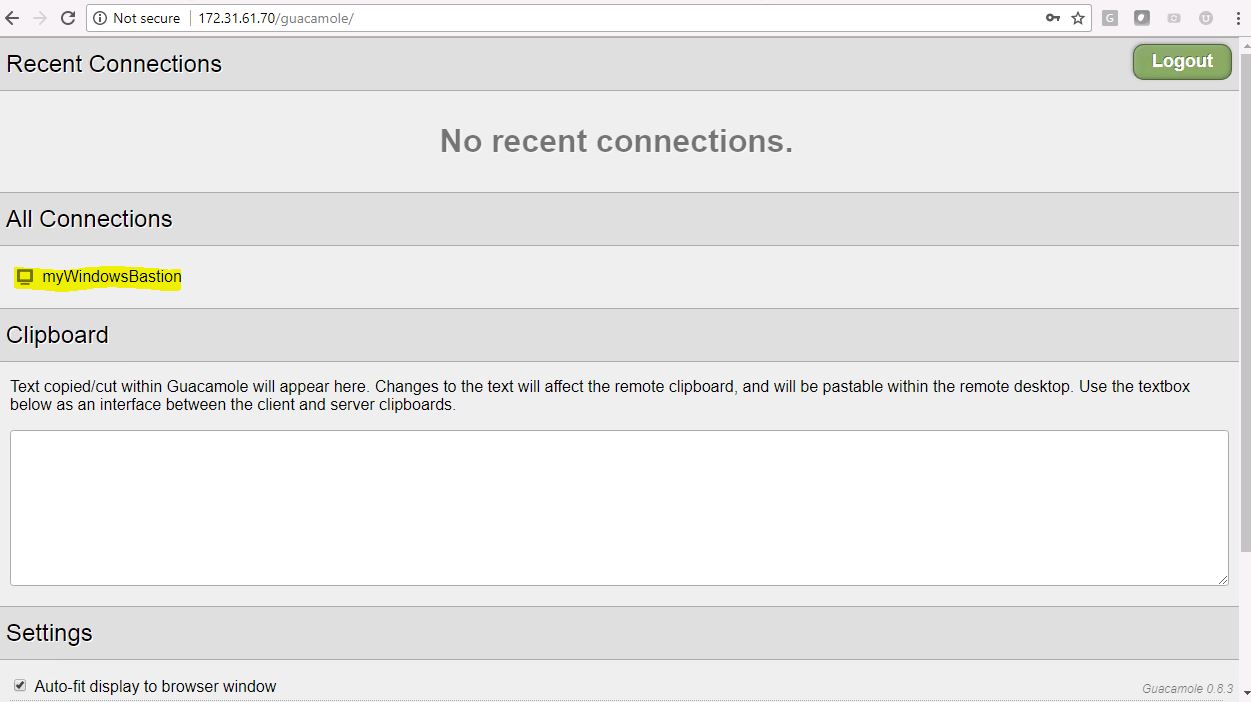 Not secure
172.31.61.70/guacamole/
Recent Connections
Logout
No recent connections.
All Connections
myWindowsBastion
Clipboard
Text copied/cut within Guacamole will appear here. Changes to the text will affect the remote clipboard, and will be pastable within the remote desktop. Use the textbox
below as an interface between the client and server clipboards.
Settings
Auto-fit display to browser window
Guacamole 0.8.3